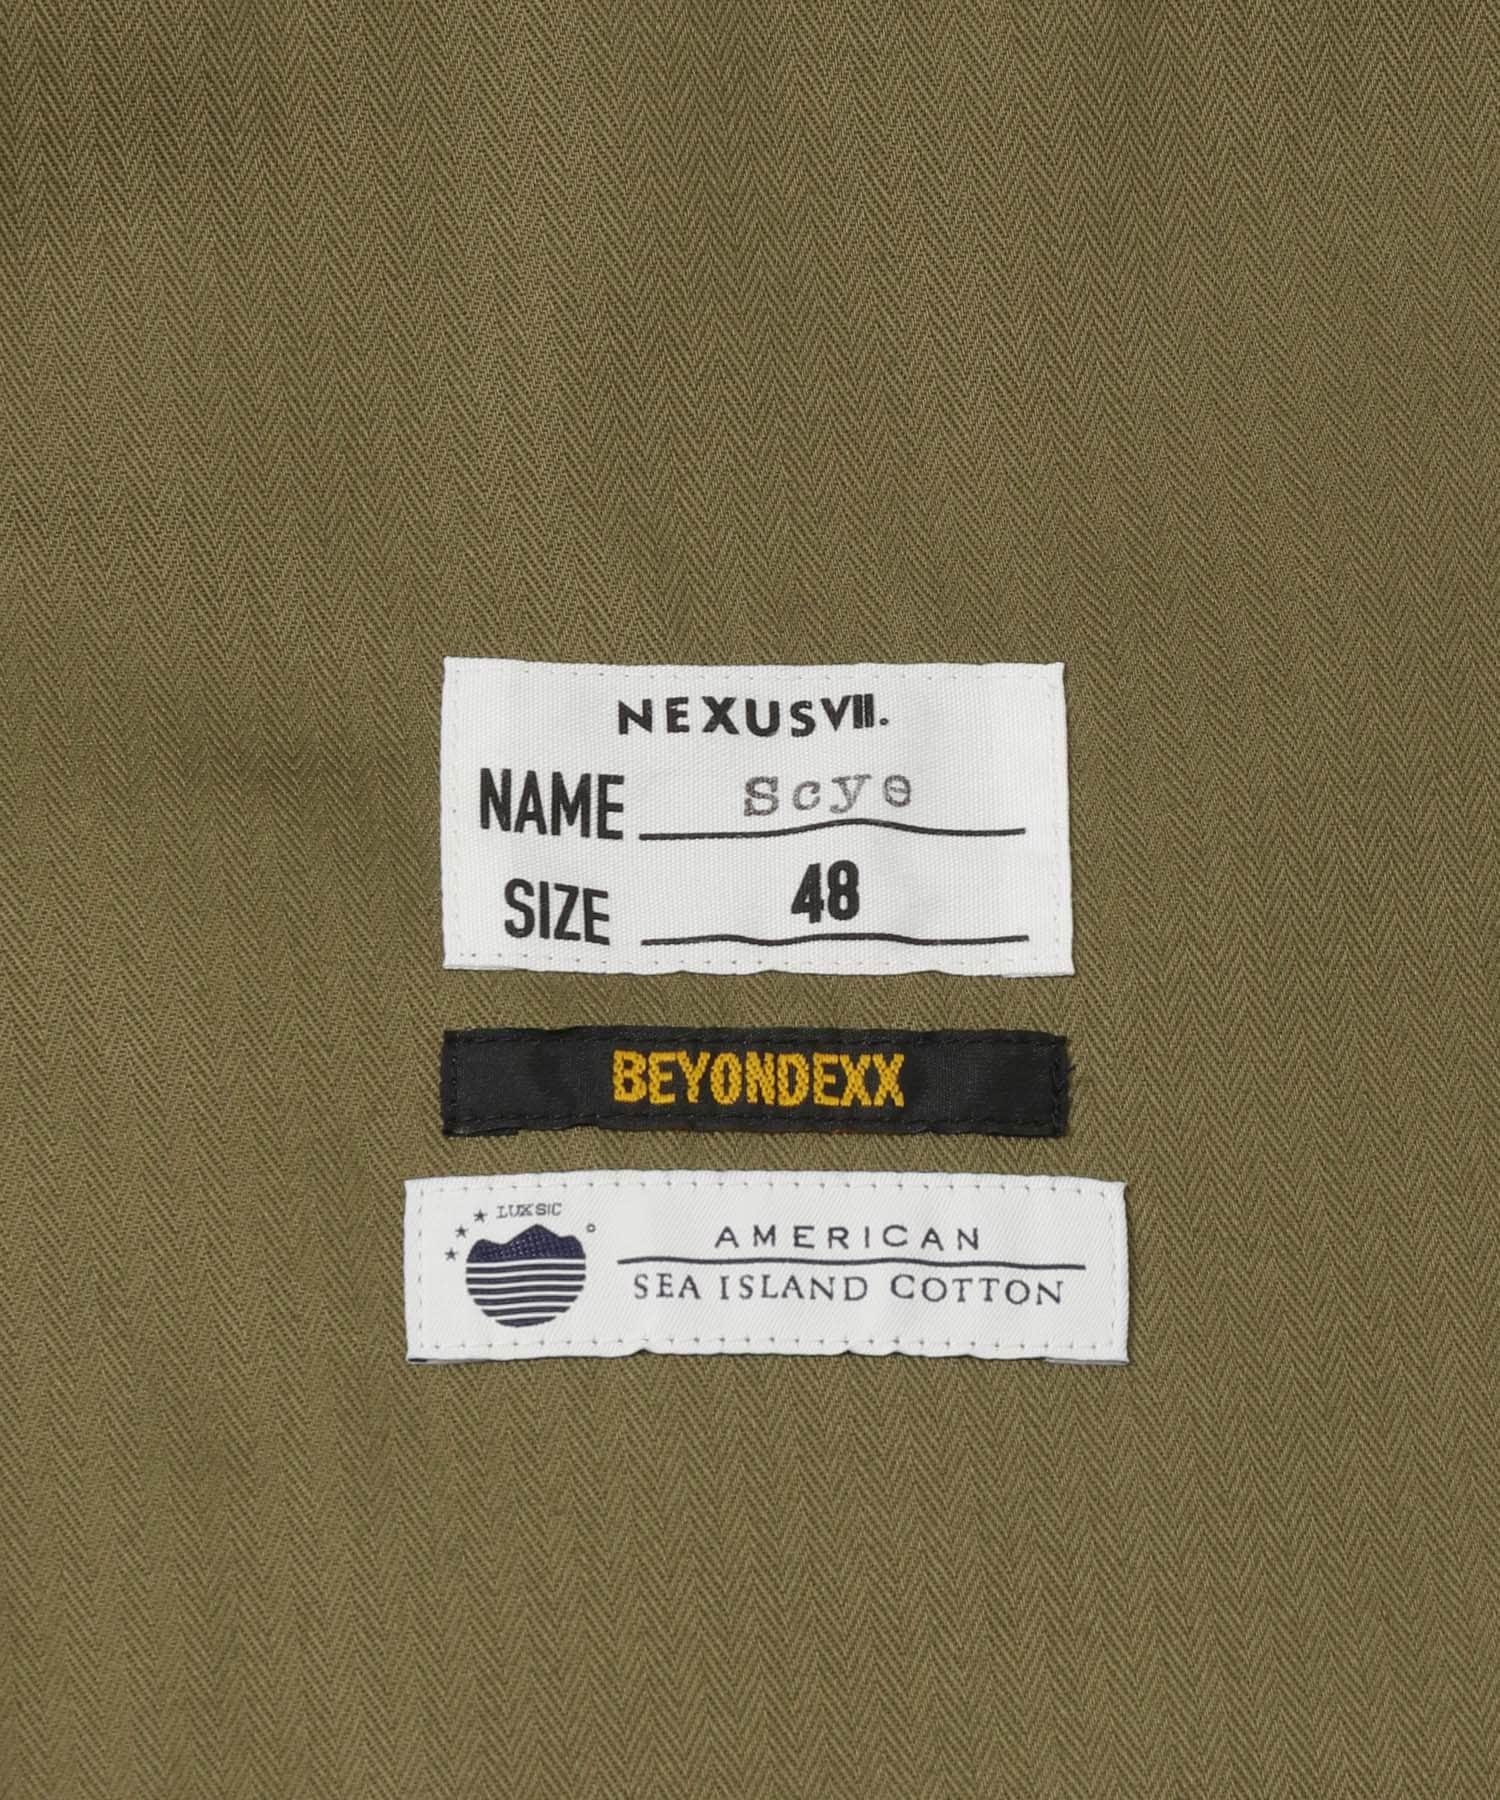 NEXUSVII.
NAME Scye
SIZE 48
BEYONDEXX
LUXSIC
AMERICAN
SEA ISLAND COTTON